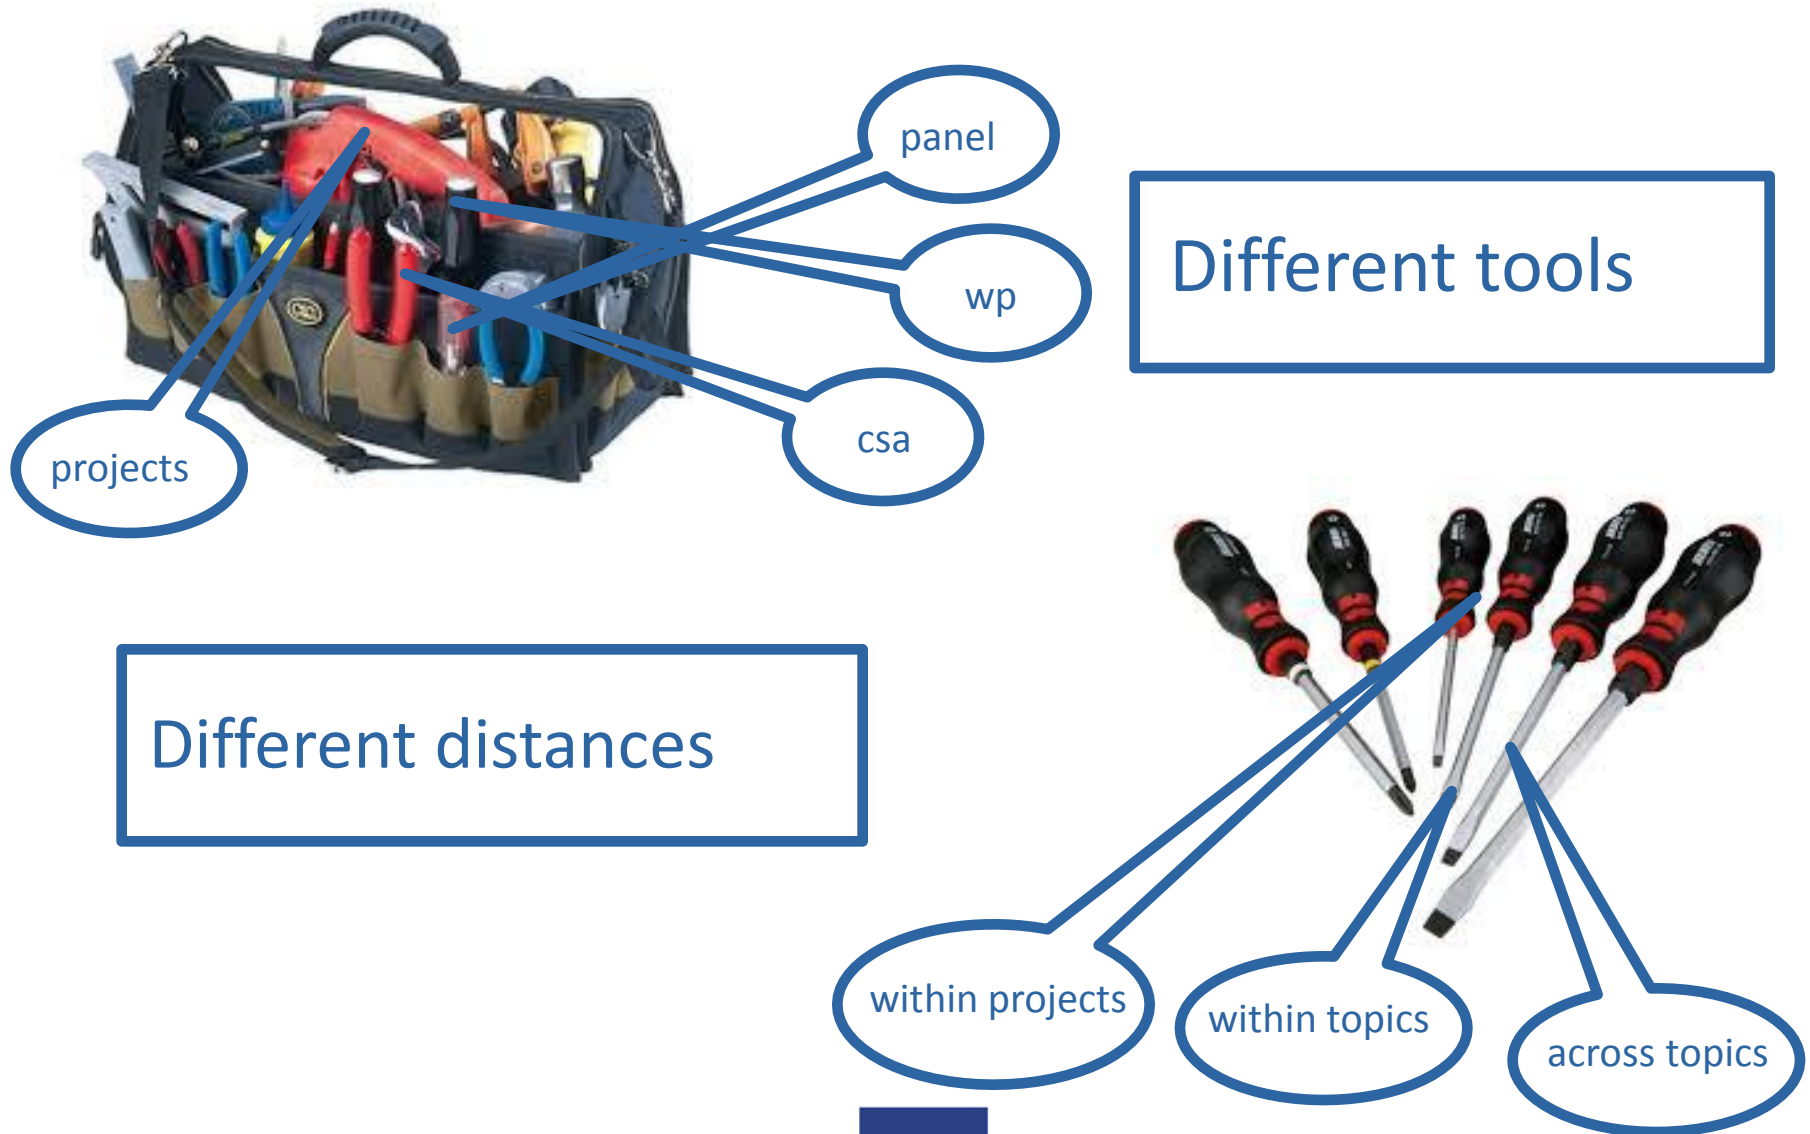 panel
Different tools
wp
csa
projects
Different distances
within projects
within topics
across topics